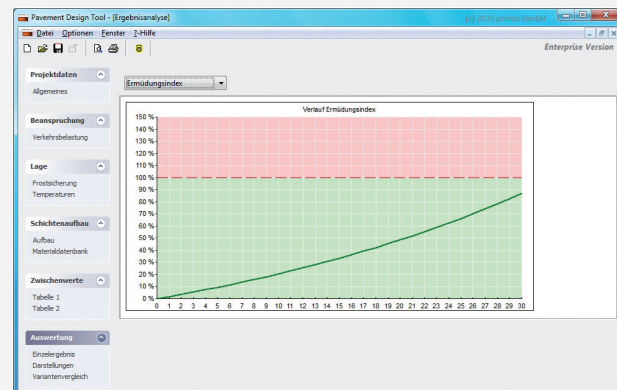 Pavement Design Tool - [Ergebnisanalyse]
(c) 2010 promia GmbH
Datei Optionen Fenster ?-Hilfe
Enterprise Version
Projektdaten
Allgemeines
Beanspruchung
Verkehrsbelastung
Lage
Frostsicherung
Temperaturen
Schichtenaufbau
Aufbau
Materialdatenbank
Zwischenwerte
Tabelle 1
Tabelle 2
Auswertung
Einzelergebnis
Darstellungen
Variantenvergleich
Ermüdungsindex
Verlauf Ermüdungsindex
150 %
140 %
130 %
120 %
110 %
100 %
90 %
80 %
70 %
60 %
50 %
40 %
30 %
20 %
10 %
0 %
0 1 2 3 4 5 6 7 8 9 10 11 12 13 14 15 16 17 18 19 20 21 22 23 24 25 26 27 28 29 30